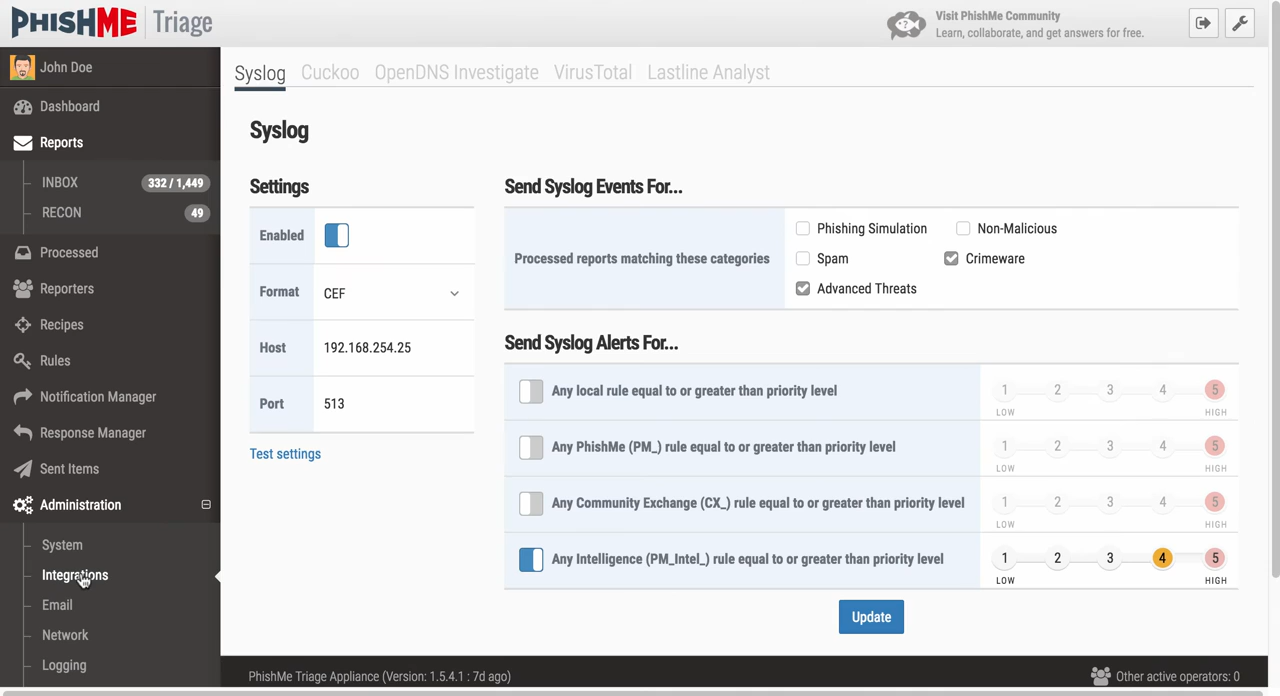 PHISHME Triage
Visit PhishMe Community
Learn, collaborate, and get answers for free.
John Doe
Dashboard
Reports
INBOX 332 / 1,449
RECON 49
Processed
Reporters
Recipes
Rules
Notification Manager
Response Manager
Sent Items
Administration
System
Integrations
Email
Network
Logging
Syslog Cuckoo OpenDNS Investigate VirusTotal Lastline Analyst
Syslog
Settings
Enabled
Format CEF
Host 192.168.254.25
Port 513
Test settings
Send Syslog Events For...
Processed reports matching these categories
Phishing Simulation Non-Malicious
Spam Crimeware
Advanced Threats
Send Syslog Alerts For...
Any local rule equal to or greater than priority level 1 2 3 4 5
LOW HIGH
Any PhishMe (PM_) rule equal to or greater than priority level 1 2 3 4 5
LOW HIGH
Any Community Exchange (CX_) rule equal to or greater than priority level 1 2 3 4 5
LOW HIGH
Any Intelligence (PM_Intel_) rule equal to or greater than priority level 1 2 3 4 5
LOW HIGH
Update
PhishMe Triage Appliance (Version: 1.5.4.1 : 7d ago)
Other active operators: 0